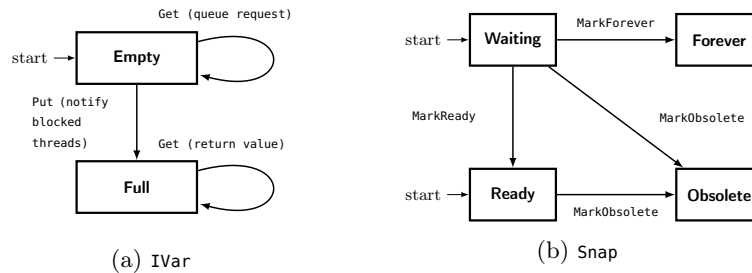 Get (queue request)
start
Empty
Put (notify
blocked
threads)
Get (return value)
Full
(a) IVar
start
Waiting
MarkForever
Forever
MarkReady
MarkObsolete
start
Ready
MarkObsolete
Obsolete
(b) Snap